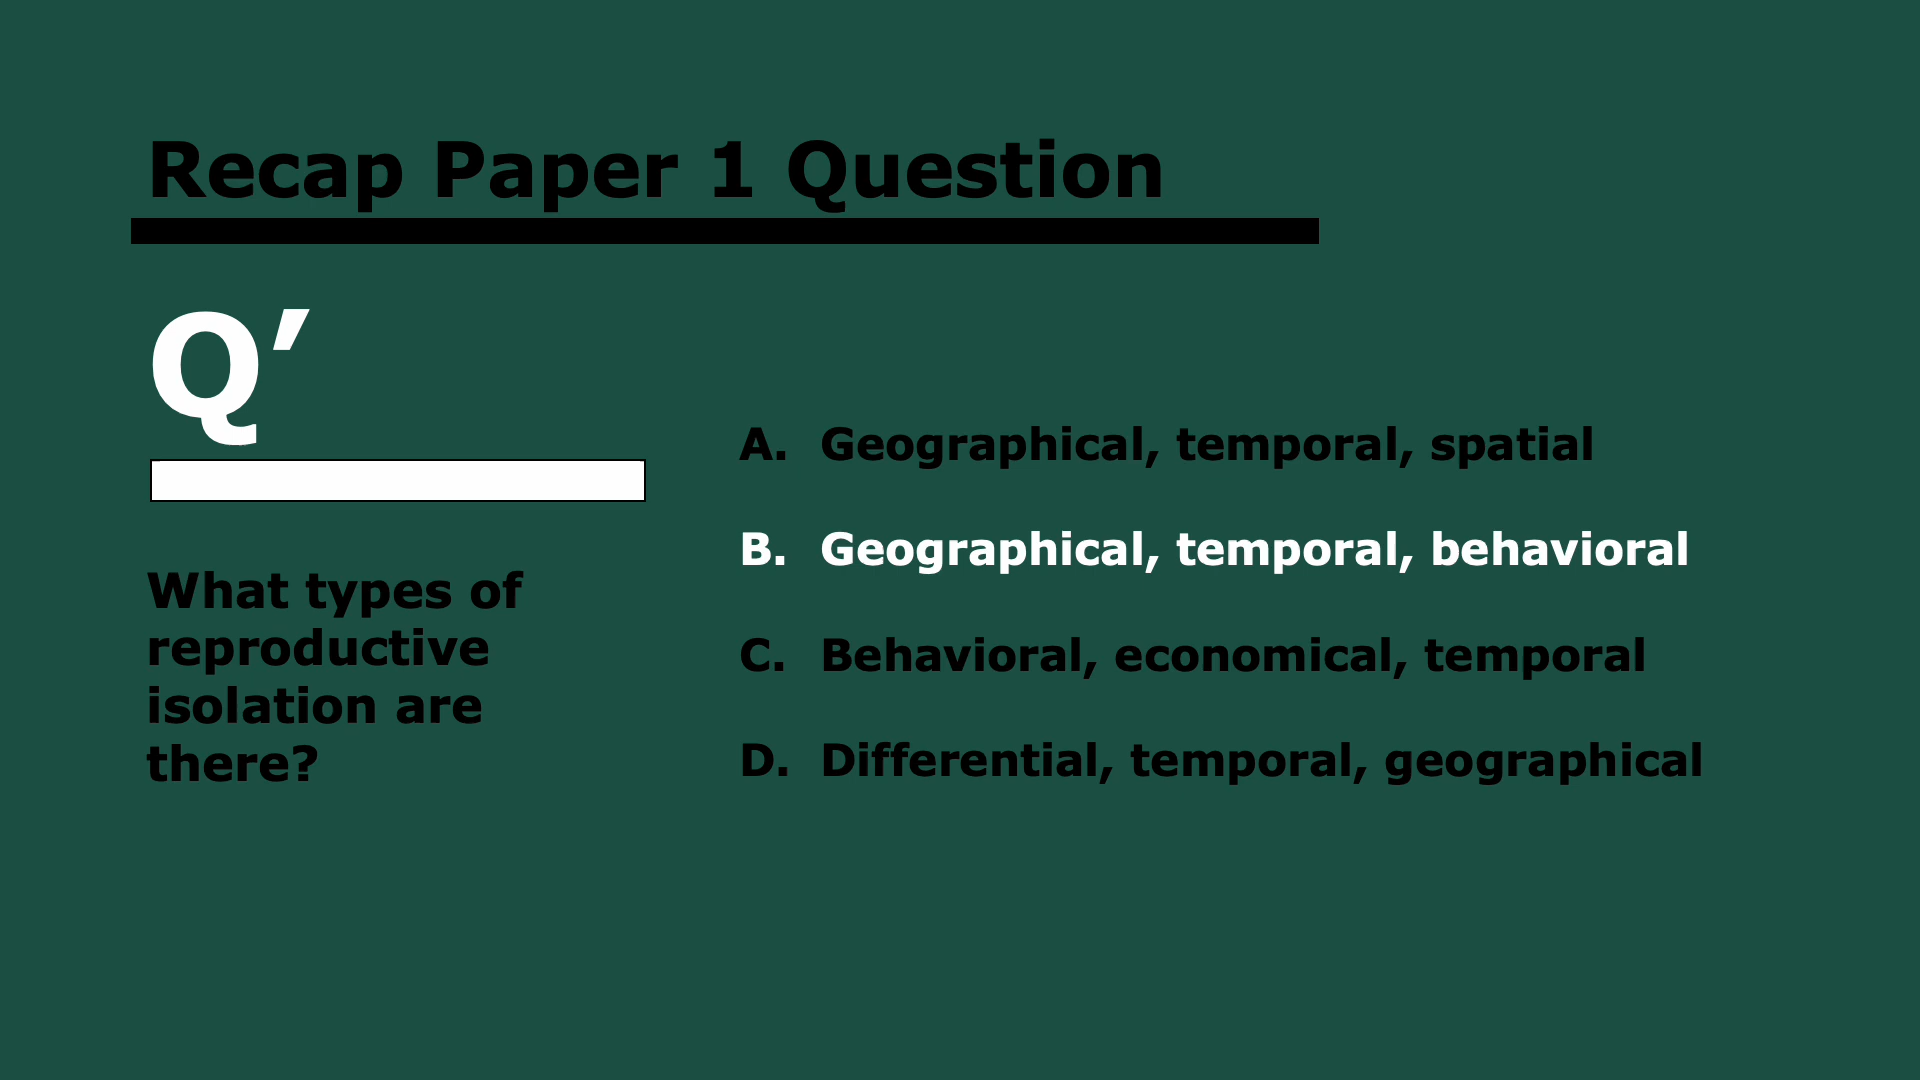 Recap Paper 1 Question
Q’
What types of
reproductive
isolation are
there?
A. Geographical, temporal, spatial
B. Geographical, temporal, behavioral
C. Behavioral, economical, temporal
D. Differential, temporal, geographical